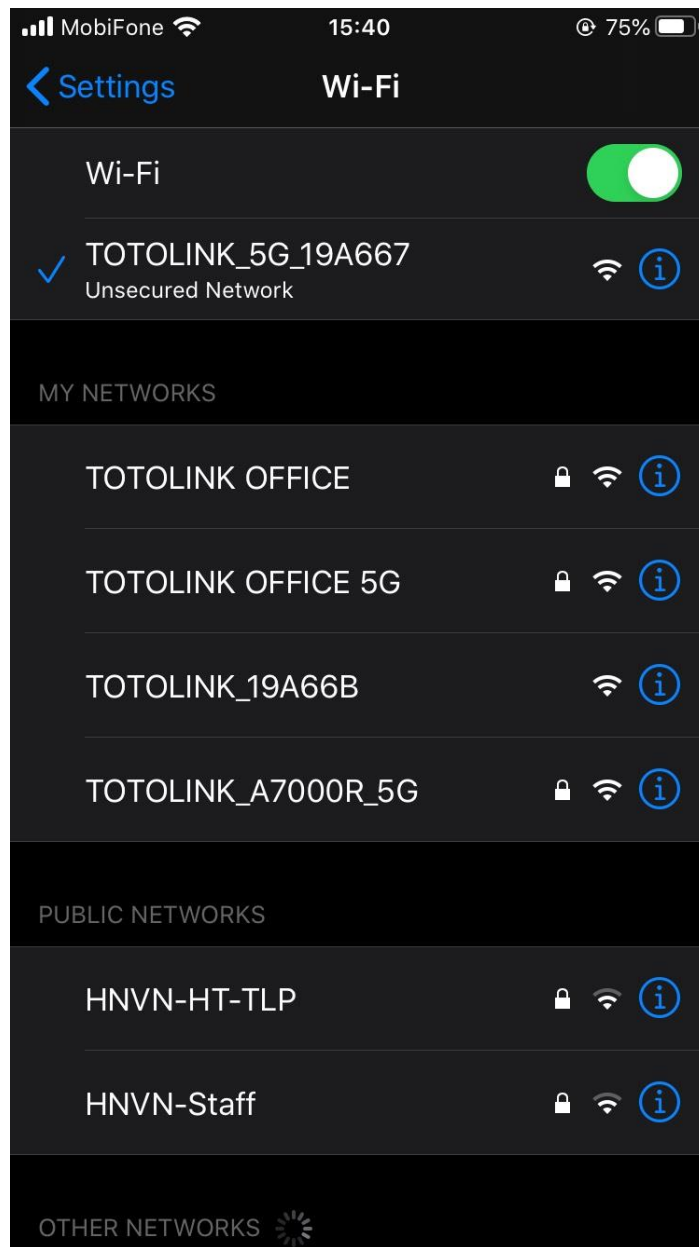 MobiFone 15:40 75%
Settings Wi-Fi
Wi-Fi
TOTOLINK_5G_19A667
Unsecured Network
MY NETWORKS
TOTOLINK OFFICE
TOTOLINK OFFICE 5G
TOTOLINK_19A66B
TOTOLINK_A7000R_5G
PUBLIC NETWORKS
HNVN-HT-TLP
HNVN-Staff
OTHER NETWORKS